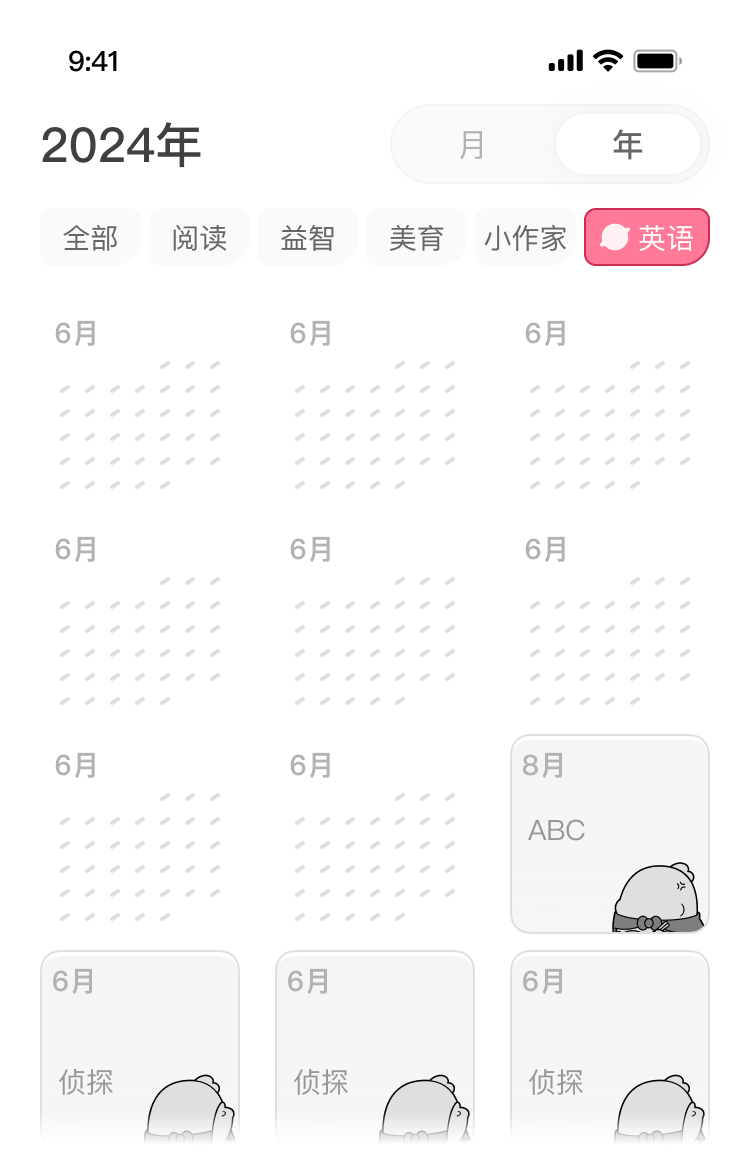 9:41
2024年
月 年
全部 阅读 益智 美育 小作家 英语
6月 6月 6月
6月 6月 6月
6月 6月 8月
ABC
6月 6月 6月
侦探 侦探 侦探